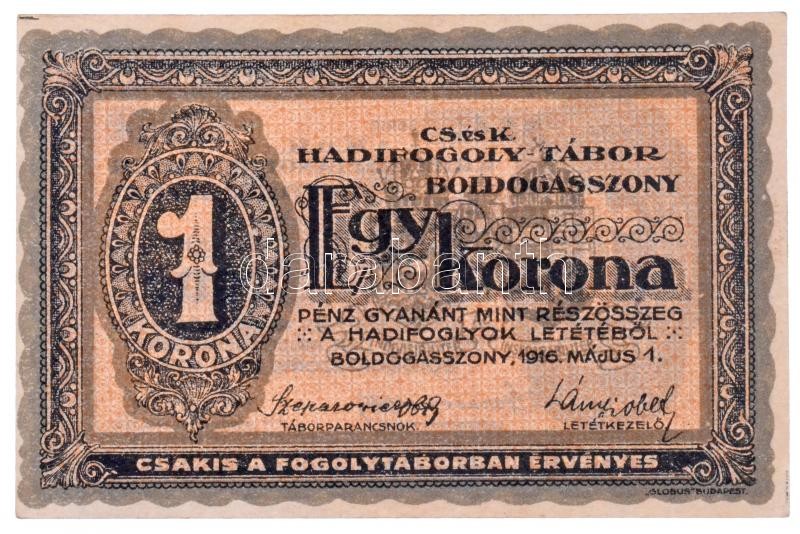 1
KORONA
CS. és K.
HADIFOGOLY-TÁBOR
BOLDOGASSZONY
Egy korona
PÉNZ GYANÁNT MINT RÉSZÖSSZEG
A HADIFOGLYOK LETÉTÉBŐL
BOLDOGASSZONY, 1916. MÁJUS 1.
TÁBORPARANCSNOK.
LETÉTKEZELŐ.
CSAKIS A FOGOLYTÁBORBAN ÉRVÉNYES
„GLOBUS" BUDAPEST.
darabanth